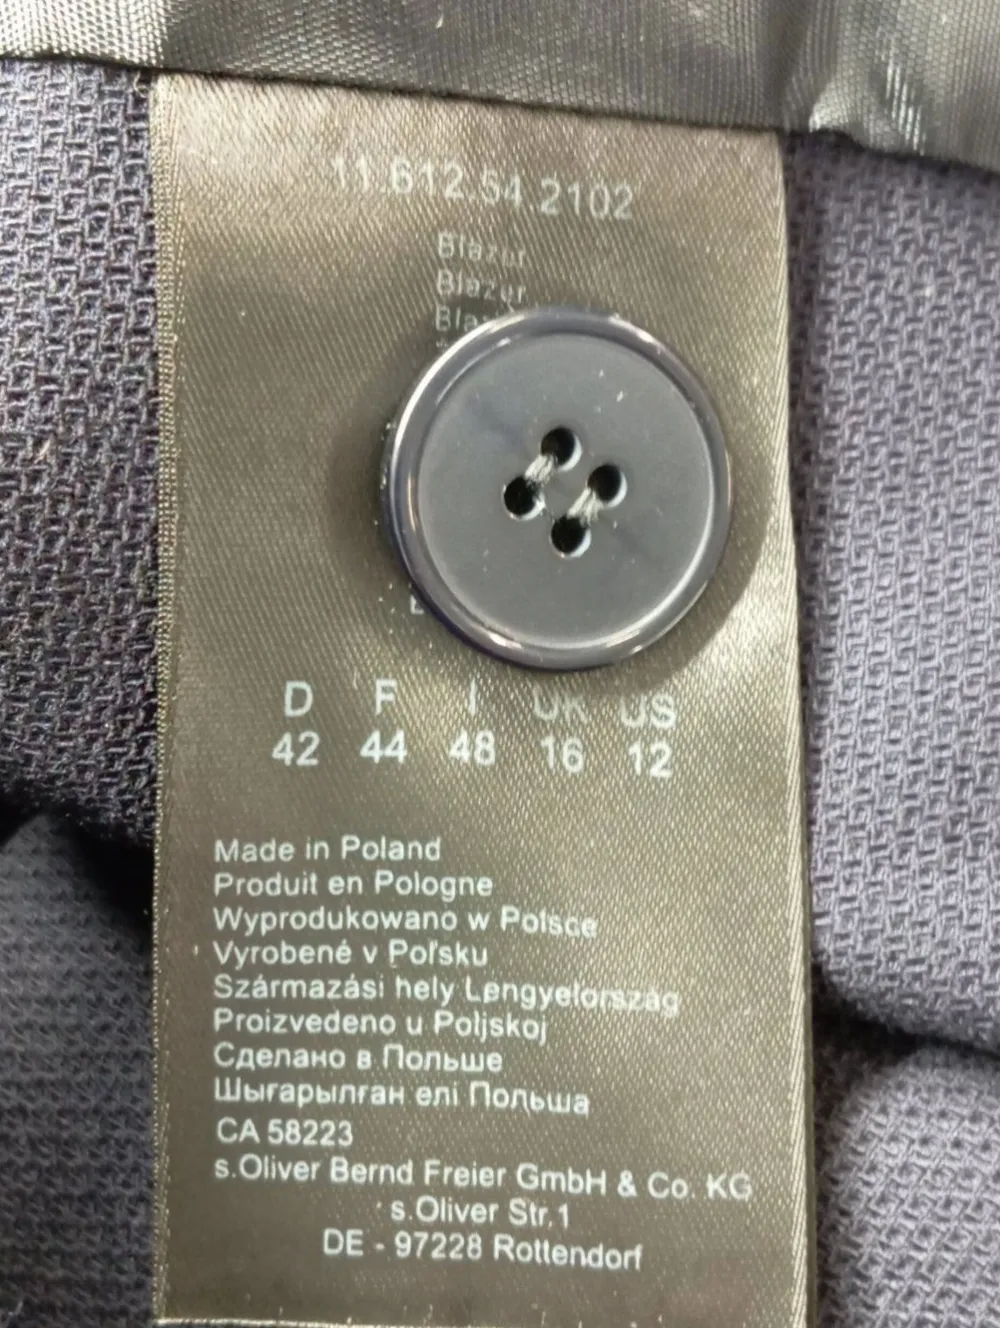 11.612.54.2102
Blazer
Blazer
D F I UK US
42 44 48 16 12
Made in Poland
Produit en Pologne
Wyprodukowano w Polsce
Vyrobené v Poľsku
Származási hely Lengyelország
Proizvedeno u Poljskoj
Сделано в Польше
Шығарылған елі Польша
CA 58223
s.Oliver Bernd Freier GmbH & Co. KG
s.Oliver Str.1
DE - 97228 Rottendorf